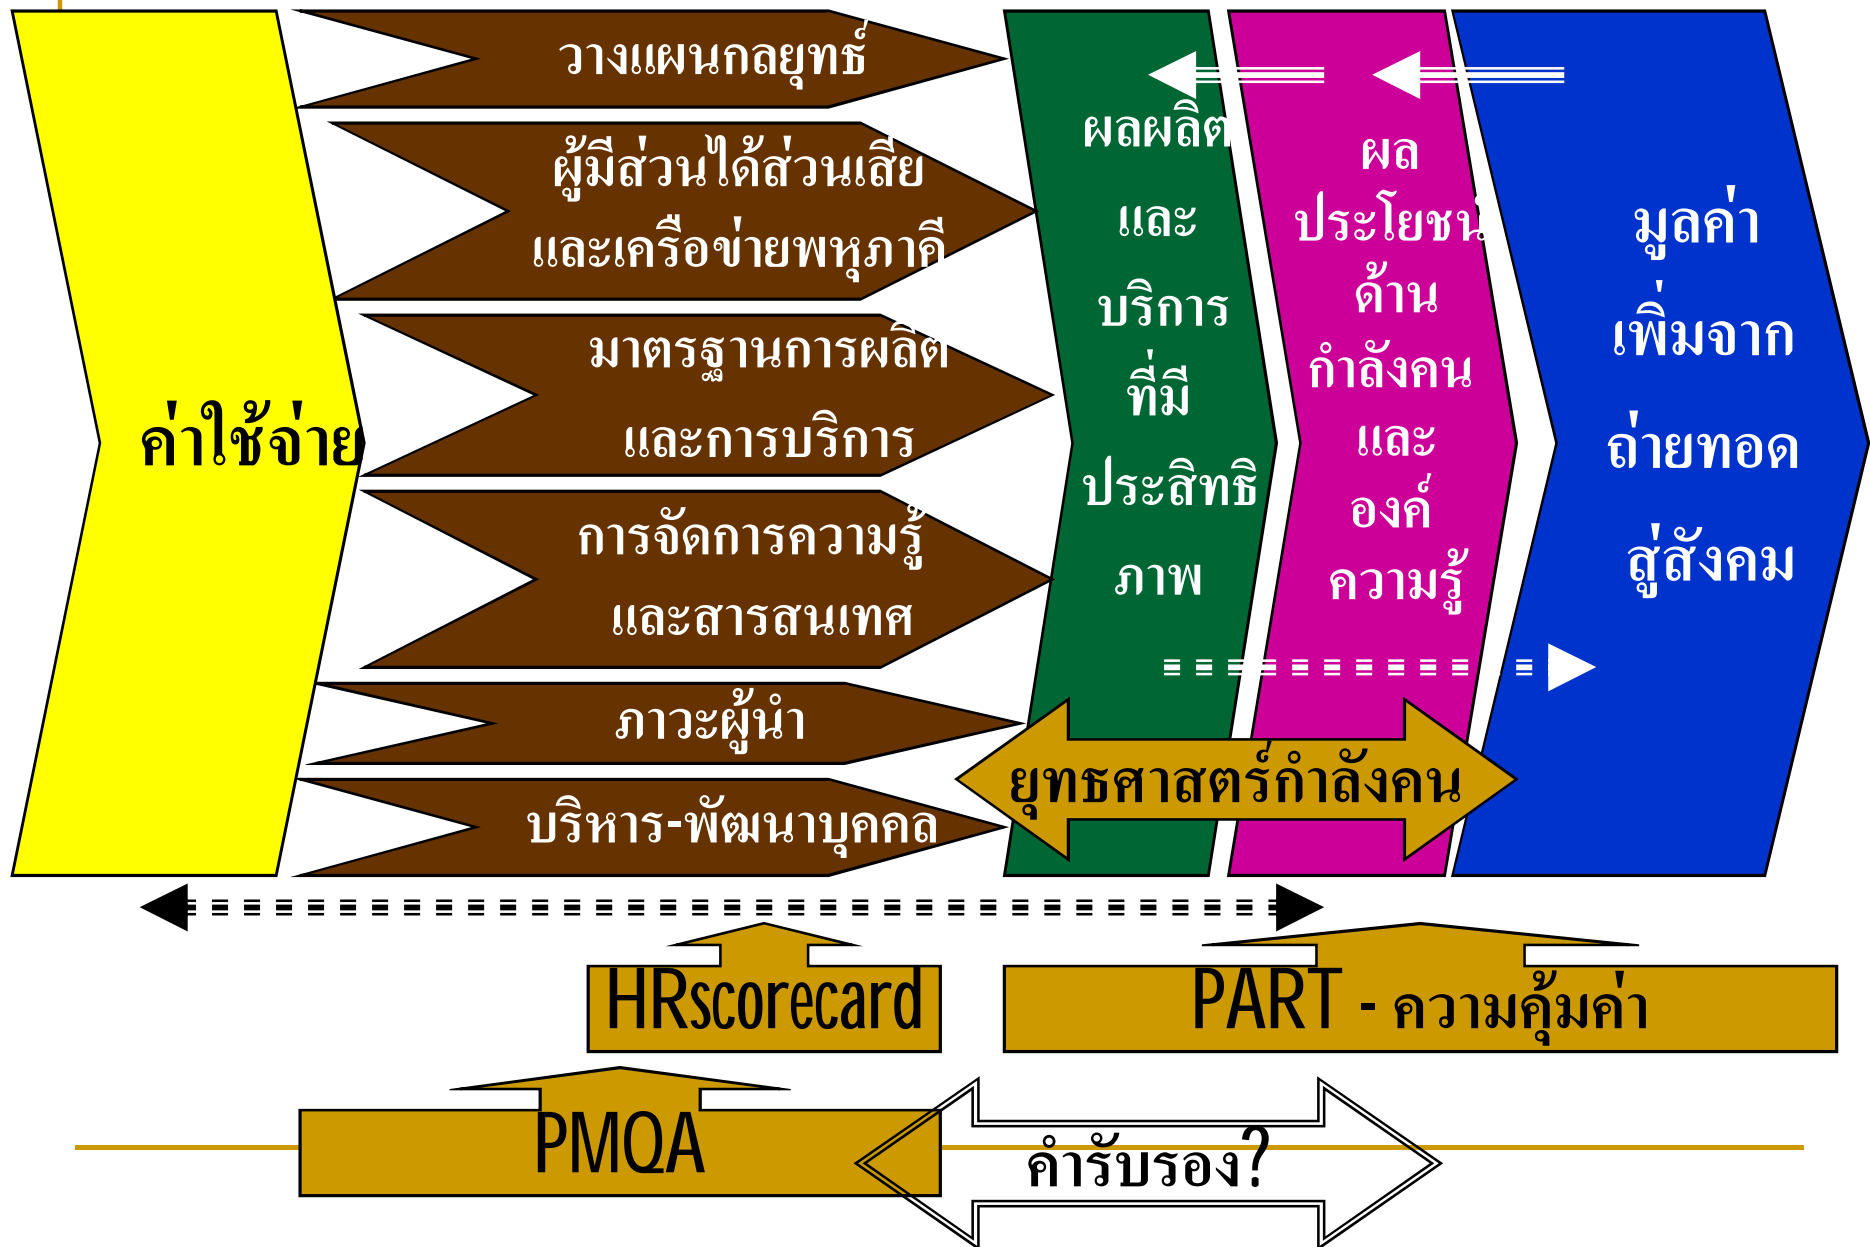 ค่าใช้จ่าย
วางแผนกลยุทธ์
ผู้มีส่วนได้ส่วนเสีย
และเครือข่ายพหุภาคี
มาตรฐานการผลิต
และการบริการ
การจัดการความรู้
และสารสนเทศ
ภาวะผู้นำ
บริหาร-พัฒนาบุคคล
ผลผลิต
และ
บริการ
ที่มี
ประสิทธิ
ภาพ
ผล
ประโยชน์
ด้าน
กำลังคน
และ
องค์
ความรู้
มูลค่า
เพิ่มจาก
ถ่ายทอด
สู่สังคม
ยุทธศาสตร์กำลังคน
HRscorecard
PART - ความคุ้มค่า
PMQA
คำรับรอง?